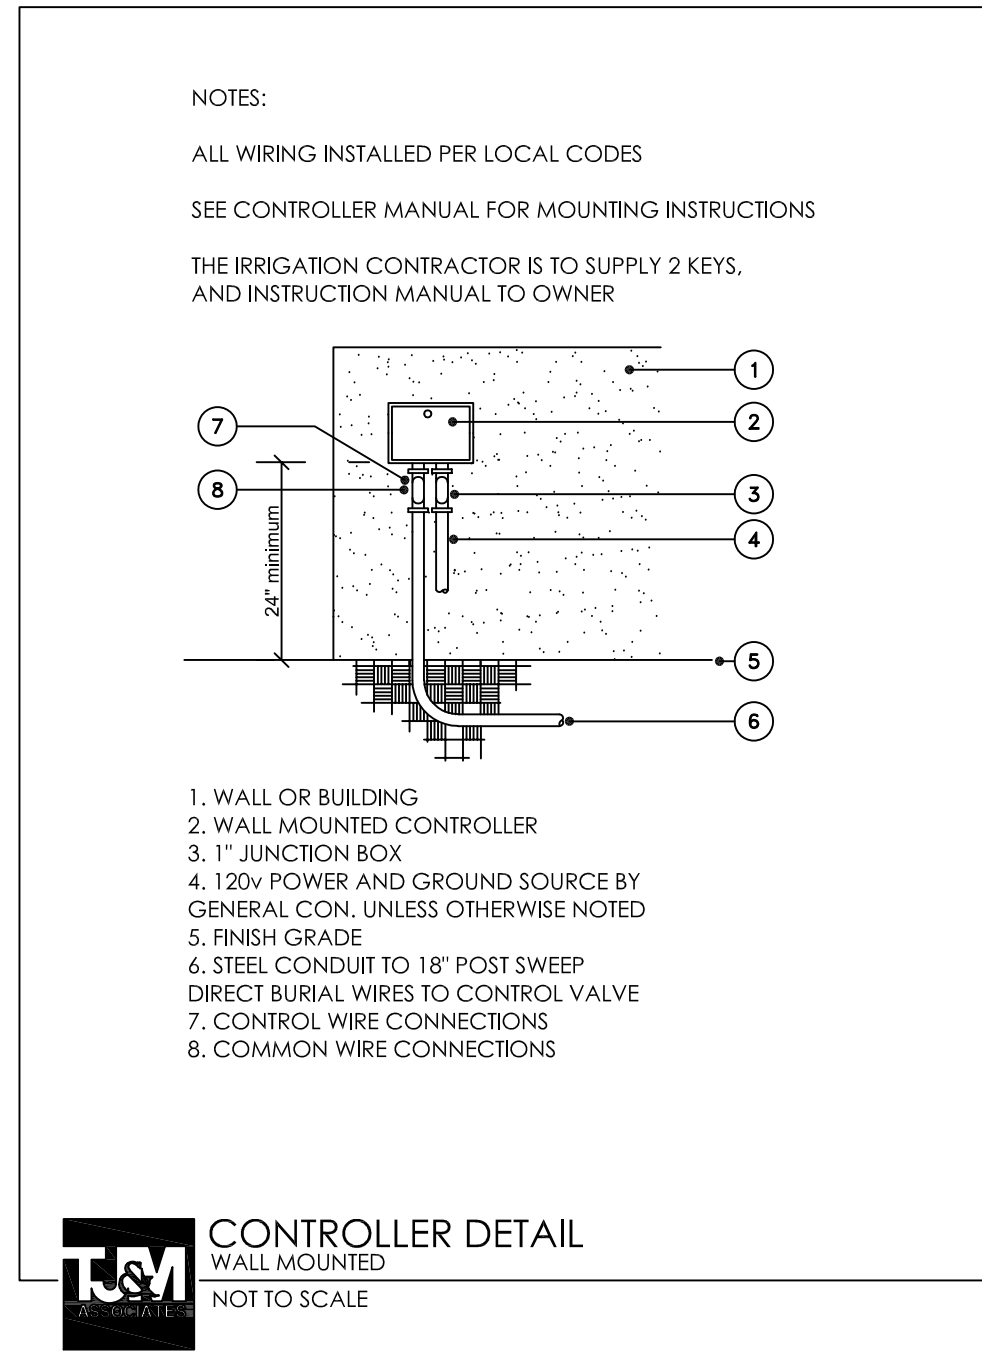 NOTES:
ALL WIRING INSTALLED PER LOCAL CODES
SEE CONTROLLER MANUAL FOR MOUNTING INSTRUCTIONS
THE IRRIGATION CONTRACTOR IS TO SUPPLY 2 KEYS,
AND INSTRUCTION MANUAL TO OWNER
1
7
2
8
3
4
24" minimum
5
6
1. WALL OR BUILDING
2. WALL MOUNTED CONTROLLER
3. 1" JUNCTION BOX
4. 120v POWER AND GROUND SOURCE BY
GENERAL CON. UNLESS OTHERWISE NOTED
5. FINISH GRADE
6. STEEL CONDUIT TO 18" POST SWEEP
DIRECT BURIAL WIRES TO CONTROL VALVE
7. CONTROL WIRE CONNECTIONS
8. COMMON WIRE CONNECTIONS
CONTROLLER DETAIL
WALL MOUNTED
NOT TO SCALE
TJ&M
ASSOCIATES